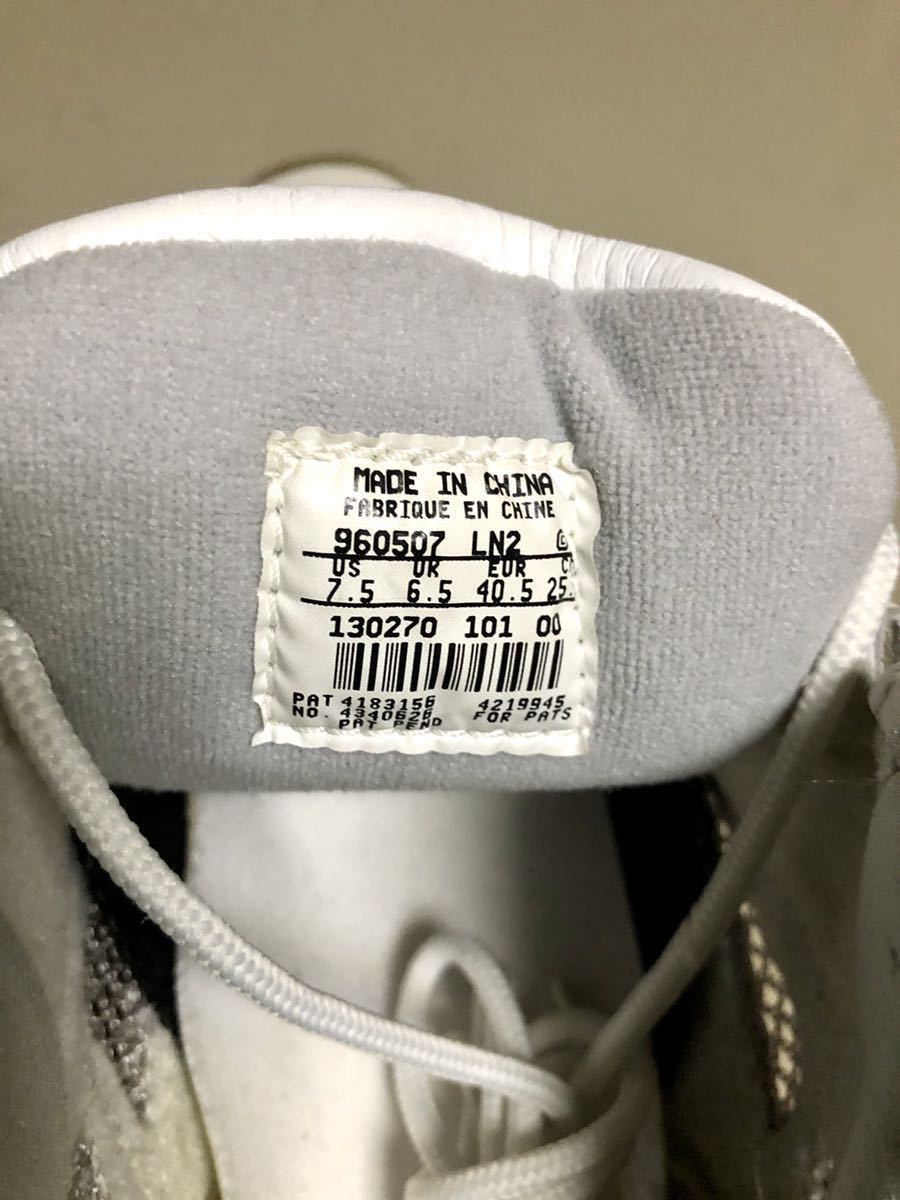 MADE IN CHINA
FABRIQUE EN CHINE
960507 LN2 ©
US UK EUR
7.5 6.5 40.5 25.
130270 101 00
PAT 4183156 4219945
NO. 4340626 FOR PATS
PAT PEND